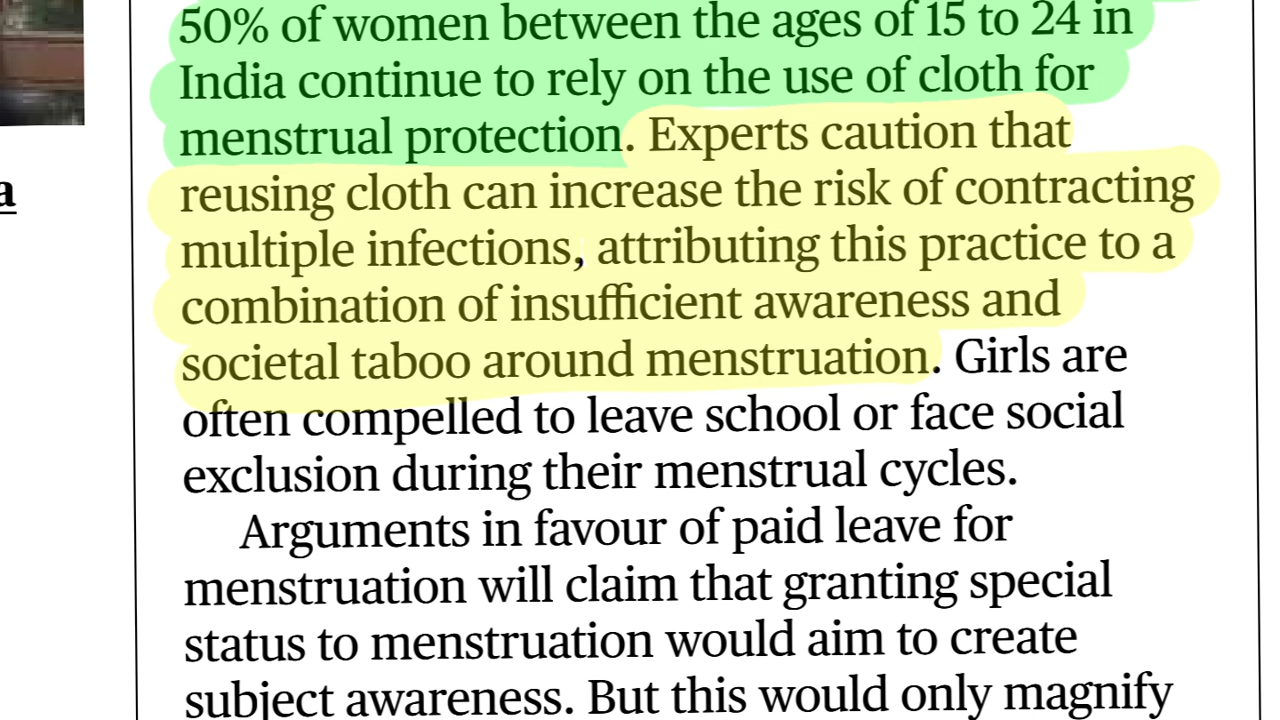 a
50% of women between the ages of 15 to 24 in
India continue to rely on the use of cloth for
menstrual protection. Experts caution that
reusing cloth can increase the risk of contracting
multiple infections, attributing this practice to a
combination of insufficient awareness and
societal taboo around menstruation. Girls are
often compelled to leave school or face social
exclusion during their menstrual cycles.
Arguments in favour of paid leave for
menstruation will claim that granting special
status to menstruation would aim to create
subject awareness. But this would only magnify